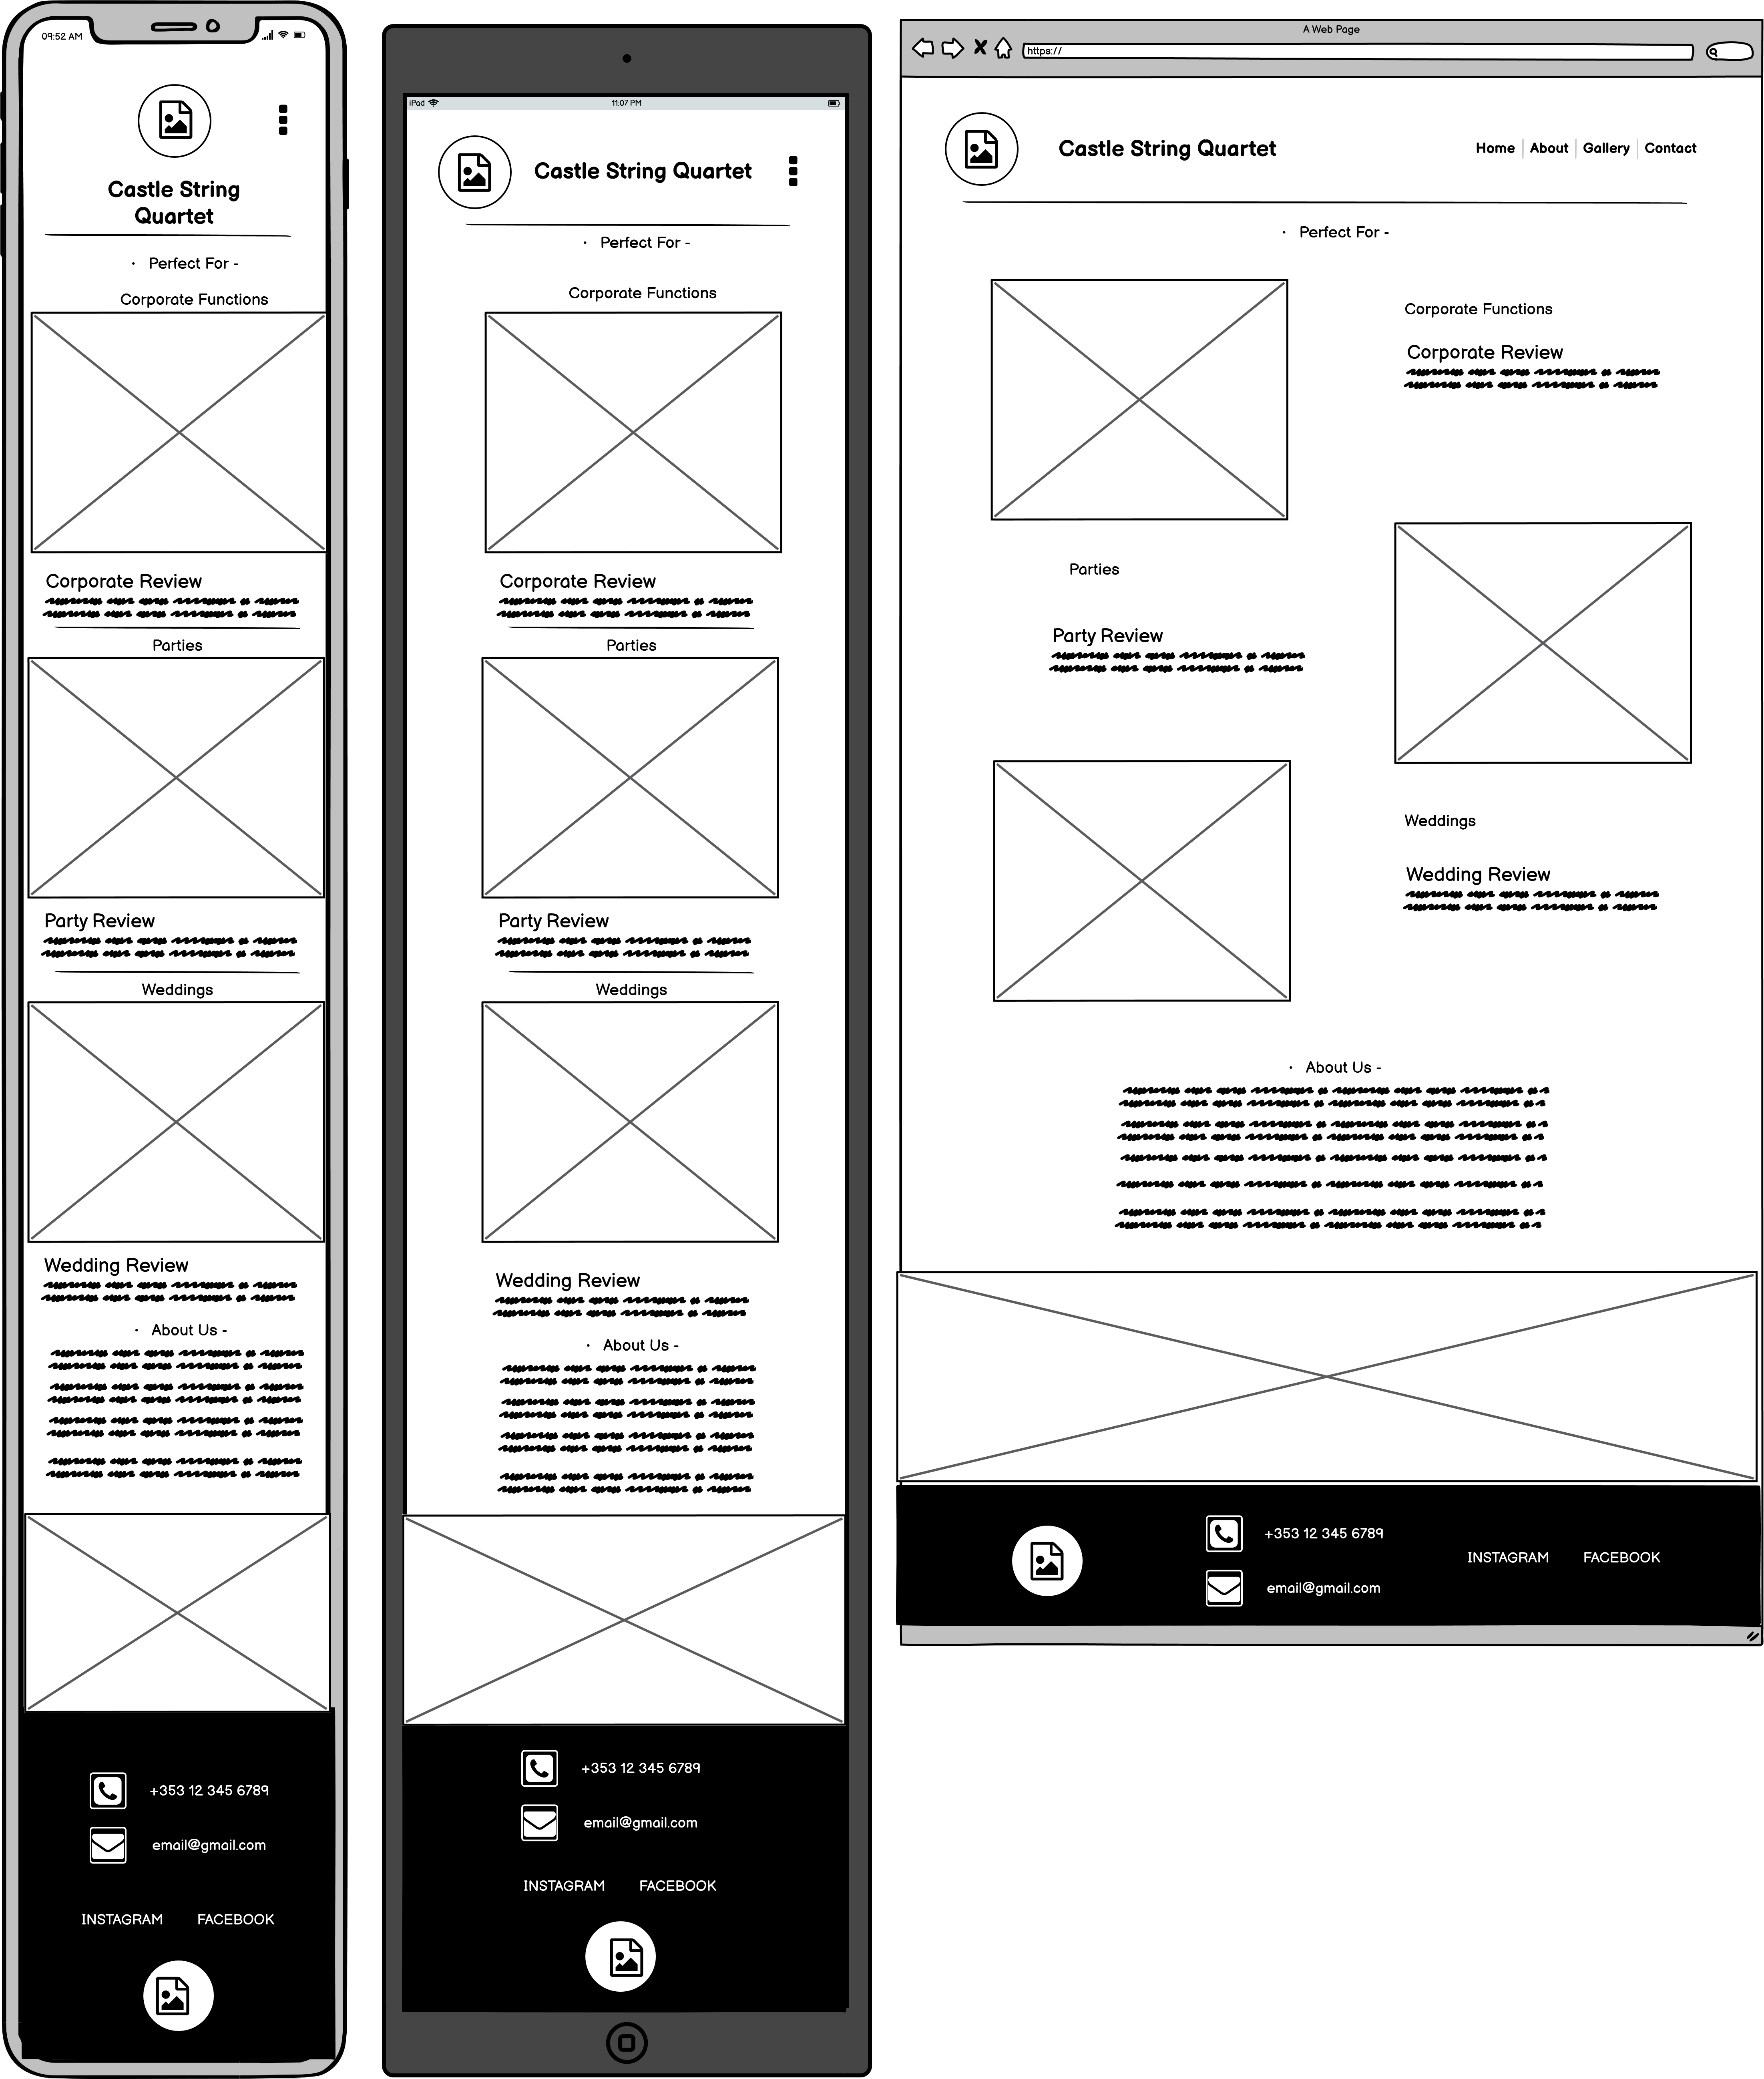 09:52 AM
Castle String
Quartet
• Perfect For -
Corporate Functions
Corporate Review
Parties
Party Review
Weddings
Wedding Review
• About Us -
+353 12 345 6789
email@gmail.com
INSTAGRAM FACEBOOK
iPad 11:07 PM
Castle String Quartet
• Perfect For -
Corporate Functions
Corporate Review
Parties
Party Review
Weddings
Wedding Review
• About Us -
+353 12 345 6789
email@gmail.com
INSTAGRAM FACEBOOK
A Web Page
https://
Castle String Quartet
Home About Gallery Contact
• Perfect For -
Corporate Functions
Corporate Review
Parties
Party Review
Weddings
Wedding Review
• About Us -
+353 12 345 6789
email@gmail.com
INSTAGRAM FACEBOOK